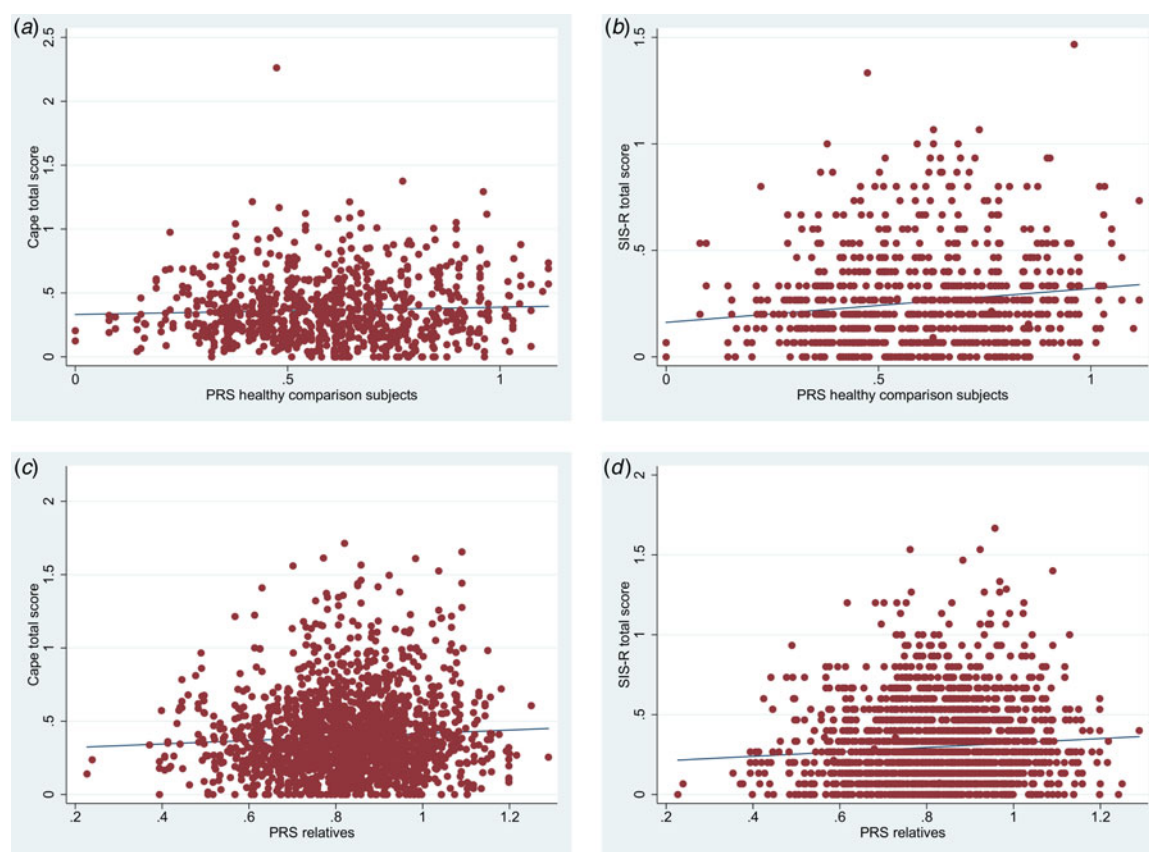 (a)
2.5
2
1.5
1
.5
0
Cape total score
0 .5 1
PRS healthy comparison subjects
(b)
1.5
1
.5
0
SIS-R total score
0 .5 1
PRS healthy comparison subjects
(c)
2
1.5
1
.5
0
Cape total score
.2 .4 .6 .8 1 1.2
PRS relatives
(d)
2
1.5
1
.5
0
SIS-R total score
.2 .4 .6 .8 1 1.2
PRS relatives